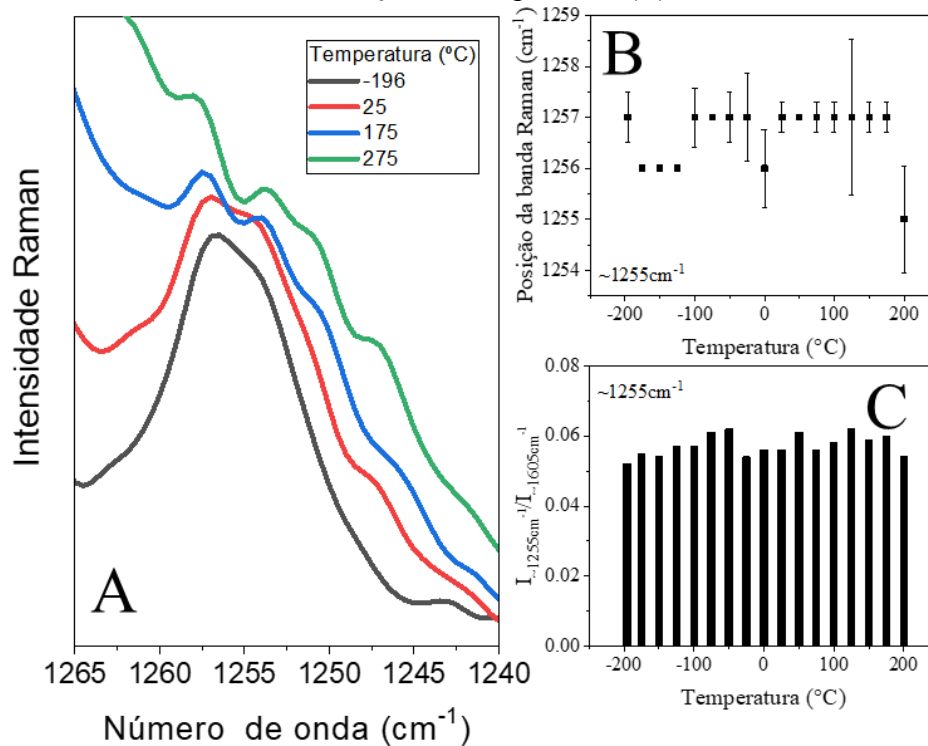 Temperatura (ºC)
-196
25
175
275
A
Intensidade Raman
1265 1260 1255 1250 1245 1240
Número de onda (cm⁻¹)
B
Posição da banda Raman (cm⁻¹)
1259
1258
1257
1256
1255
1254
~1255cm⁻¹
-200 -100 0 100 200
Temperatura (°C)
C
~1255cm⁻¹
I~1255cm⁻¹/I~1605cm⁻¹
0.08
0.06
0.04
0.02
0.00
-200 -100 0 100 200
Temperatura (°C)